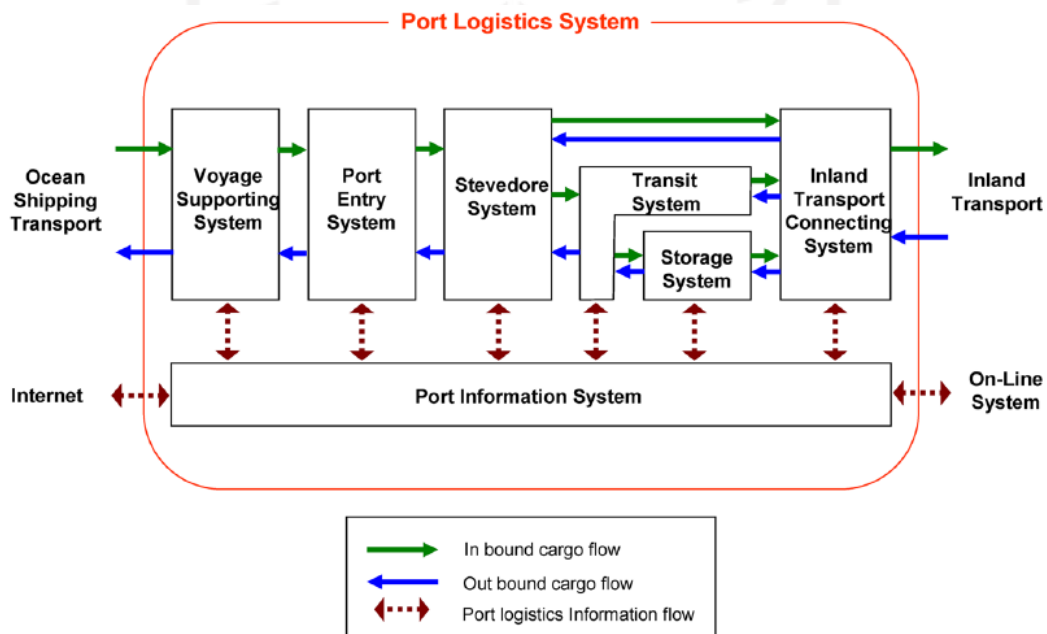 Port Logistics System
Ocean
Shipping
Transport
Voyage
Supporting
System
Port
Entry
System
Stevedore
System
Transit
System
Storage
System
Inland
Transport
Connecting
System
Inland
Transport
Internet
Port Information System
On-Line
System
In bound cargo flow
Out bound cargo flow
Port logistics Information flow